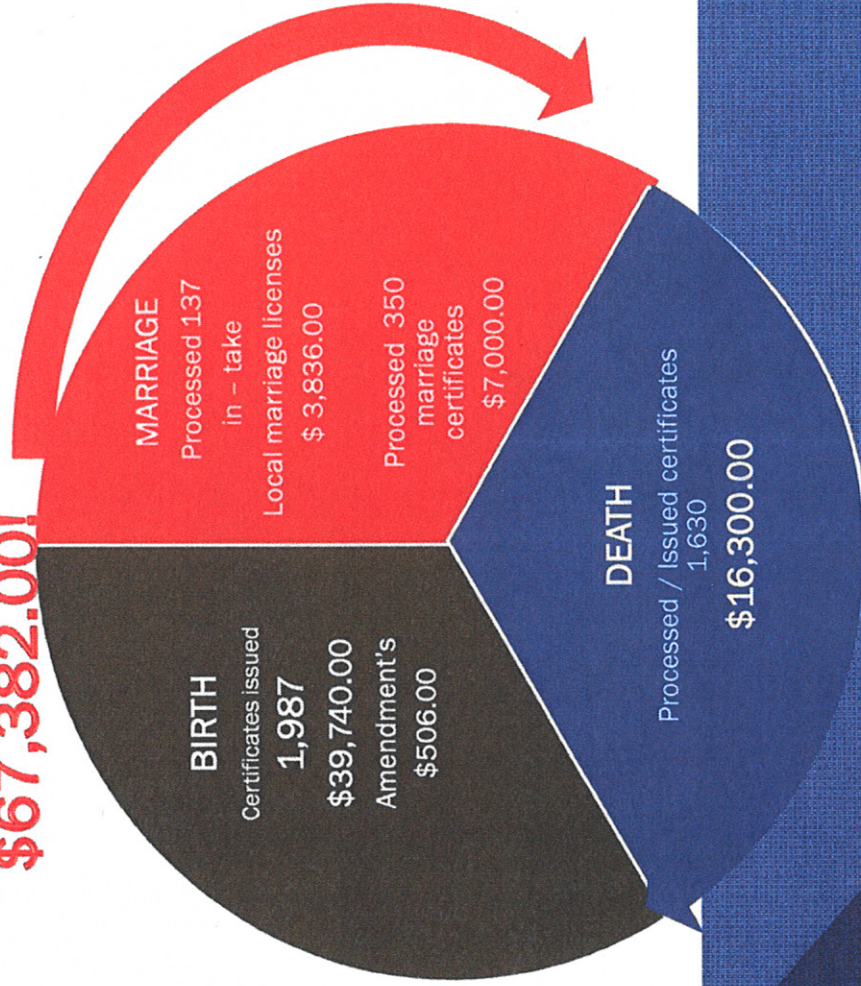 $67,382.00!
BIRTH
Certificates issued
1,987
$39,740.00
Amendment's
$506.00
MARRIAGE
Processed 137
in – take
Local marriage licenses
$ 3,836.00
Processed 350
marriage
certificates
$7,000.00
DEATH
Processed / Issued certificates
1,630
$16,300.00